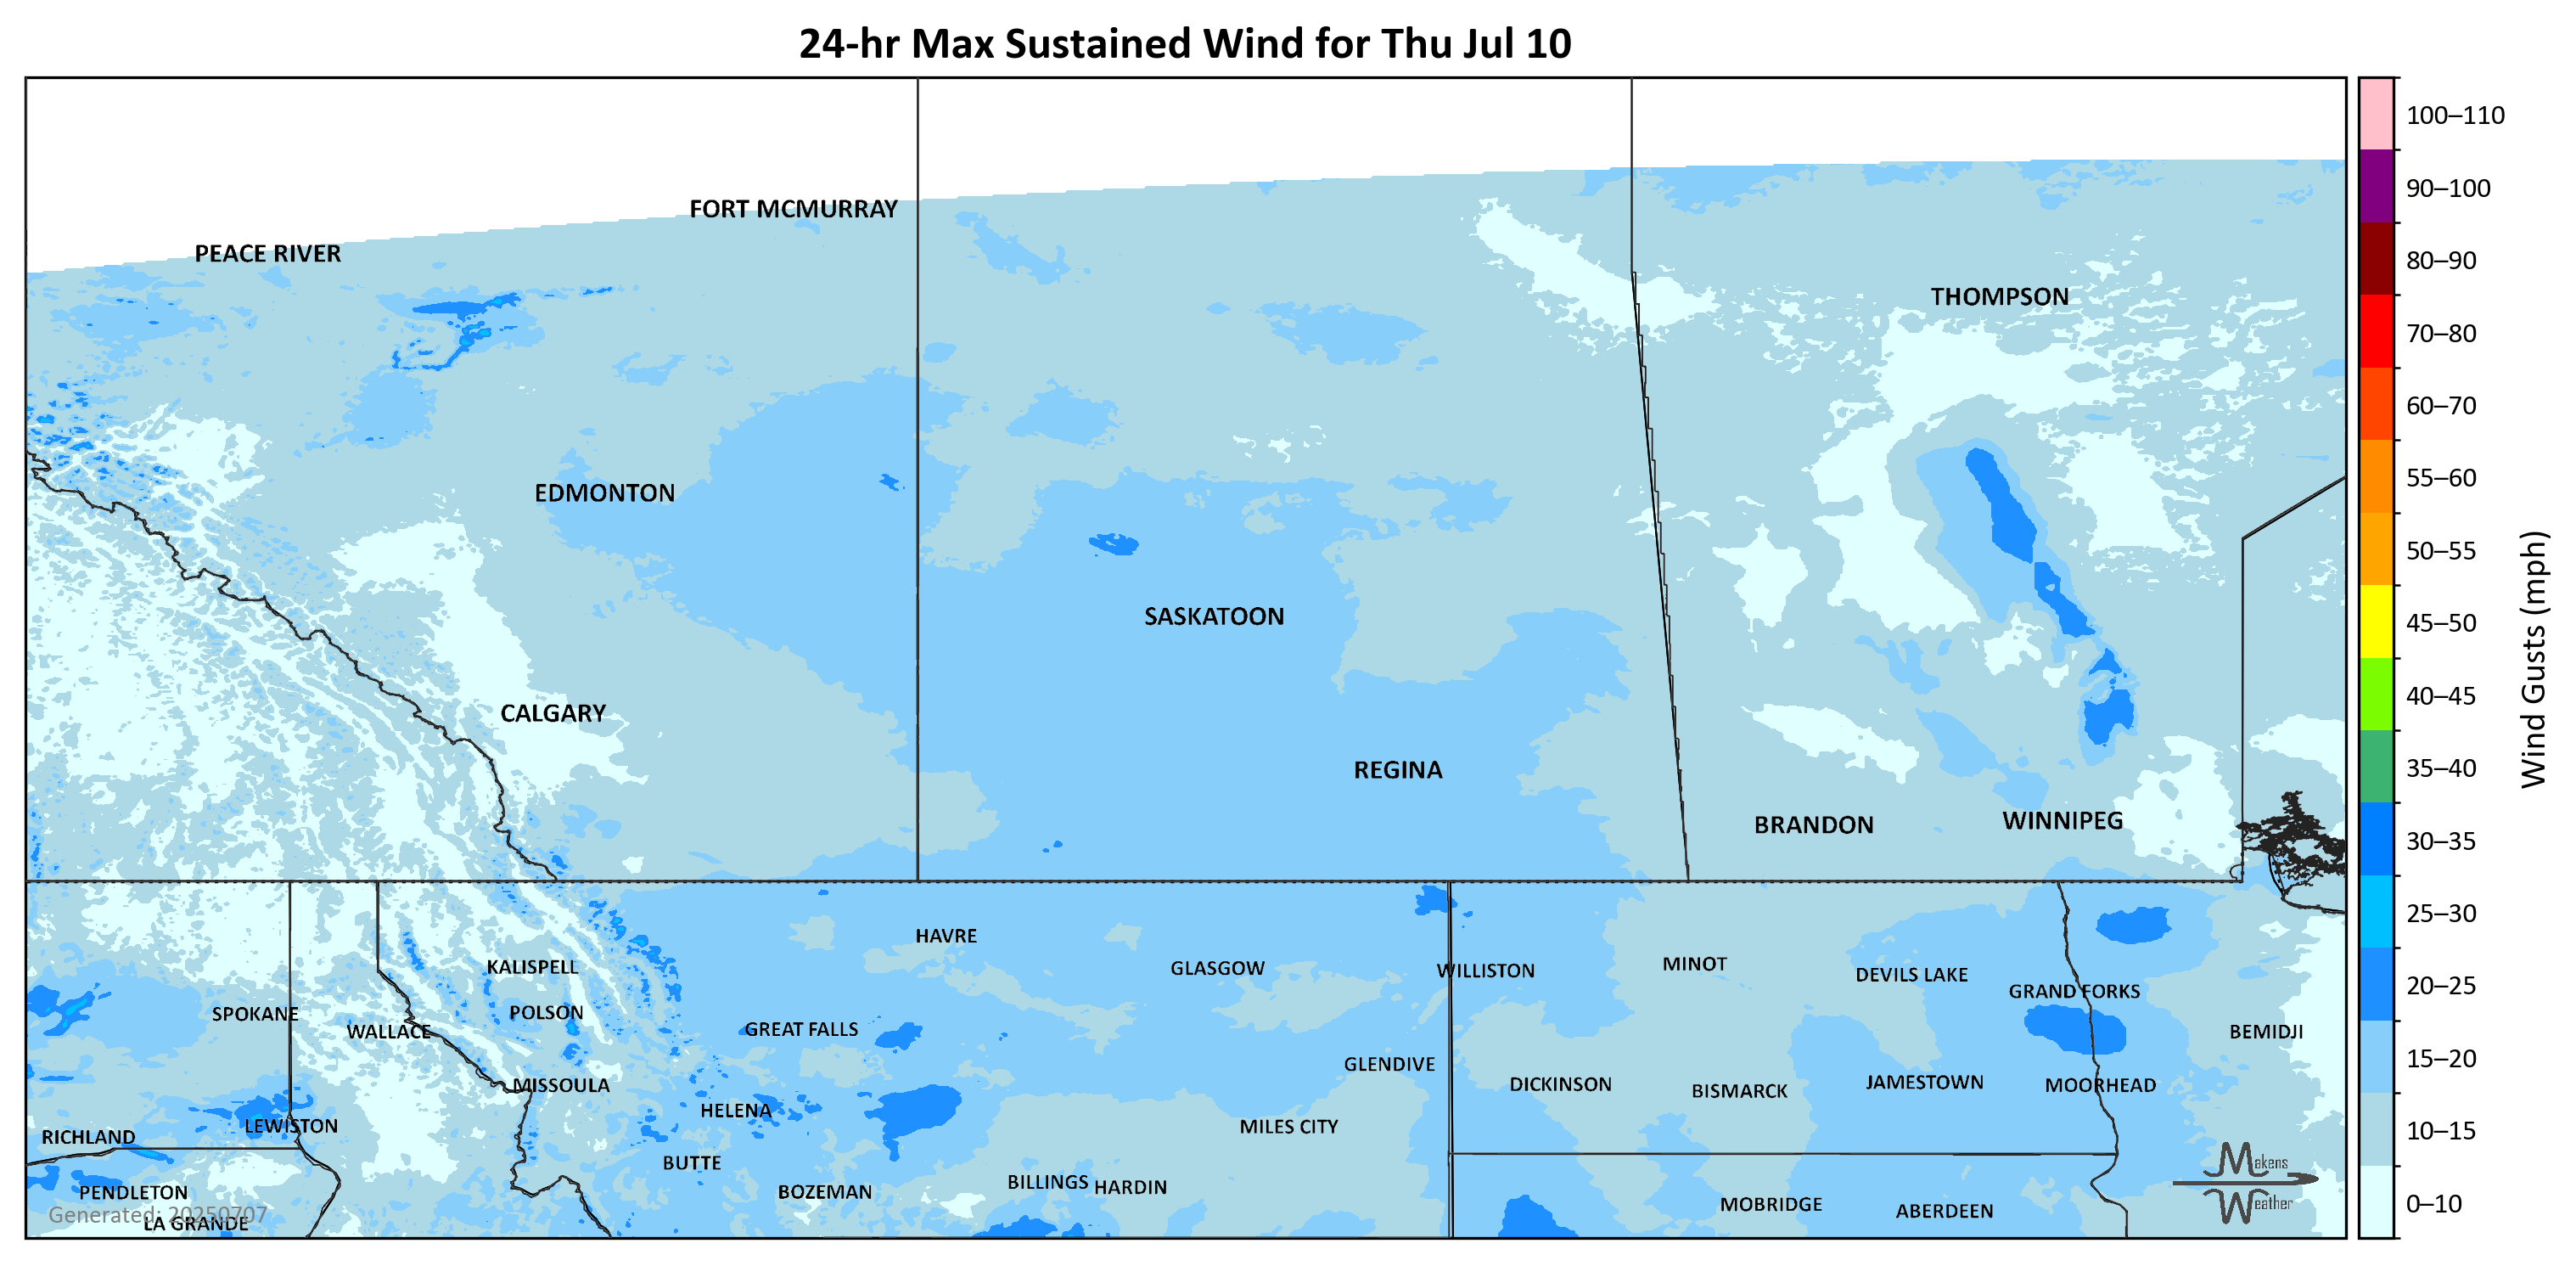 24-hr Max Sustained Wind for Thu Jul 10
100–110
90–100
80–90
70–80
60–70
55–60
50–55
45–50
40–45
35–40
30–35
25–30
20–25
15–20
10–15
0–10
Wind Gusts (mph)
FORT MCMURRAY
PEACE RIVER
THOMPSON
EDMONTON
SASKATOON
CALGARY
REGINA
BRANDON
WINNIPEG
HAVRE
KALISPELL
GLASGOW
WILLISTON
MINOT
DEVILS LAKE
GRAND FORKS
SPOKANE
POLSON
WALLACE
GREAT FALLS
BEMIDJI
GLENDIVE
MISSOULA
DICKINSON
BISMARCK
JAMESTOWN
MOORHEAD
HELENA
LEWISTON
MILES CITY
RICHLAND
BUTTE
PENDLETON
BOZEMAN
BILLINGS
HARDIN
MOBRIDGE
ABERDEEN
LA GRANDE
Generated: 20250707
Makens
Weather